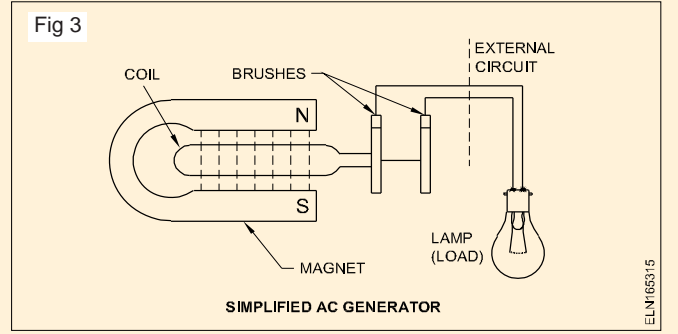 Fig 3
EXTERNAL
CIRCUIT
COIL
BRUSHES
N
S
MAGNET
LAMP
(LOAD)
SIMPLIFIED AC GENERATOR
ELN165315